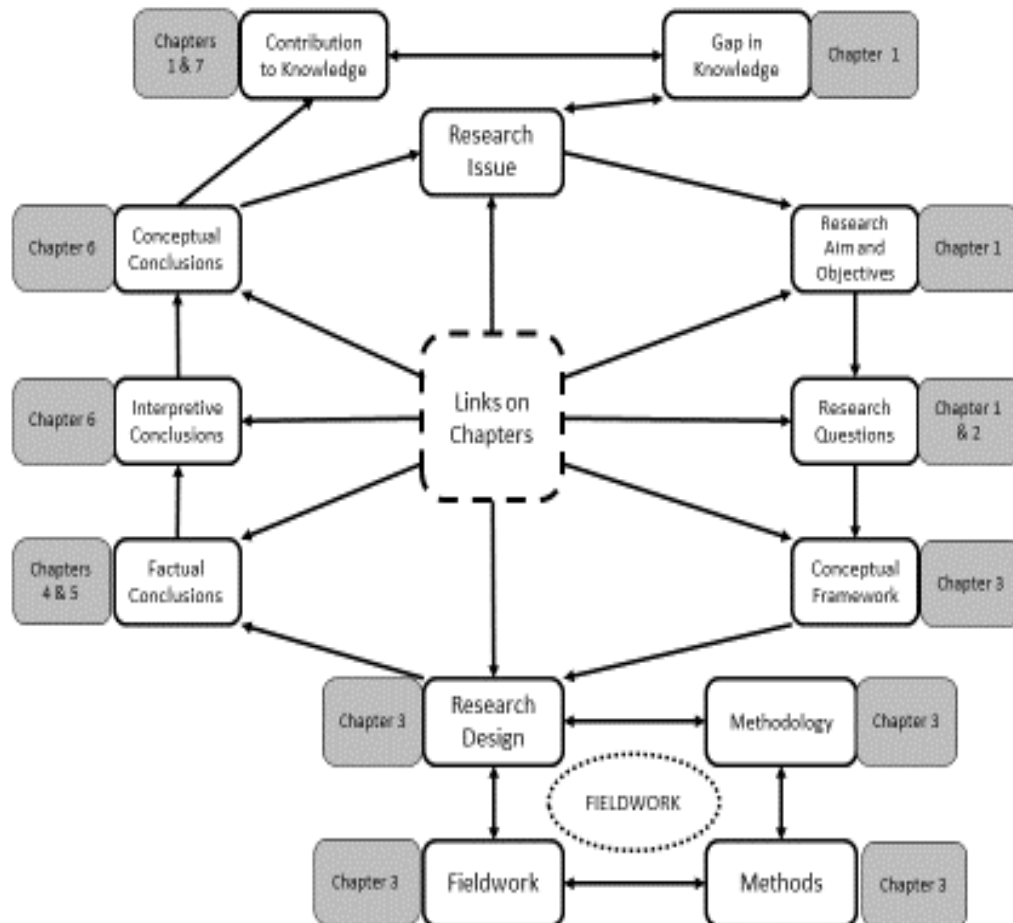 Chapters
1 & 7
Contribution
to Knowledge
Gap in
Knowledge
Chapter 1
Research
Issue
Chapter 6
Conceptual
Conclusions
Research
Aim and
Objectives
Chapter 1
Links on
Chapters
Chapter 6
Interpretive
Conclusions
Research
Questions
Chapter 1
& 2
Chapters
4 & 5
Factual
Conclusions
Conceptual
Framework
Chapter 3
Chapter 3
Research
Design
Methodology
Chapter 3
FIELDWORK
Chapter 3
Fieldwork
Methods
Chapter 3